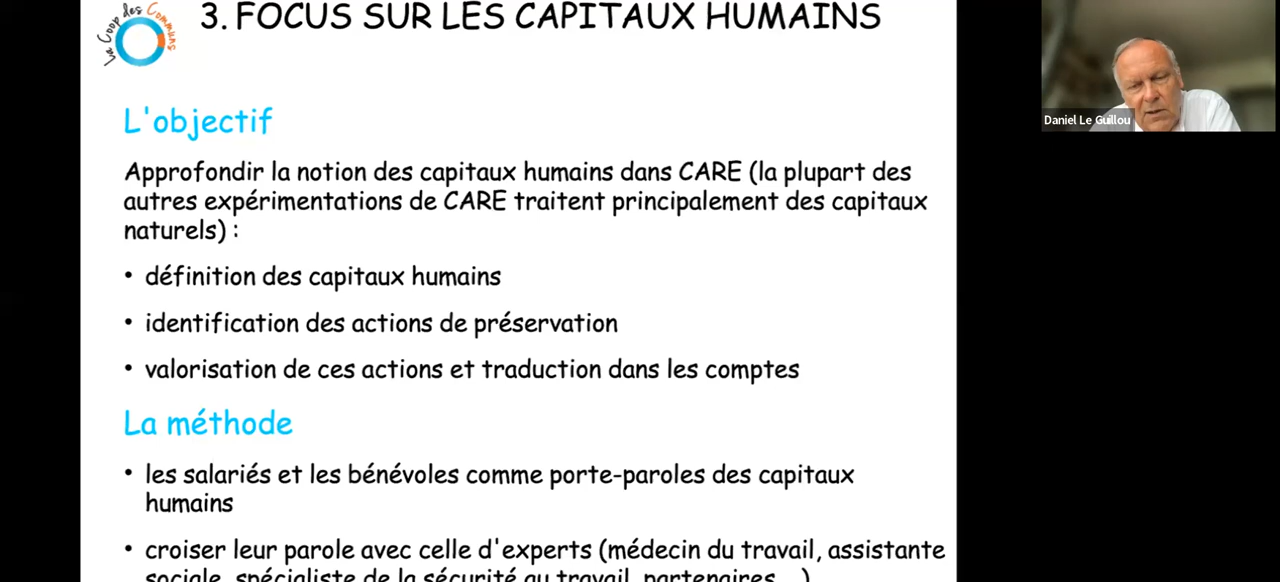 La Coop des Communs
3. FOCUS SUR LES CAPITAUX HUMAINS
Daniel Le Guillou
L'objectif
Approfondir la notion des capitaux humains dans CARE (la plupart des
autres expérimentations de CARE traitent principalement des capitaux
naturels) :
• définition des capitaux humains
• identification des actions de préservation
• valorisation de ces actions et traduction dans les comptes
La méthode
• les salariés et les bénévoles comme porte-paroles des capitaux
humains
• croiser leur parole avec celle d'experts (médecin du travail, assistante
sociale, spécialiste de la sécurité au travail, partenaires...)